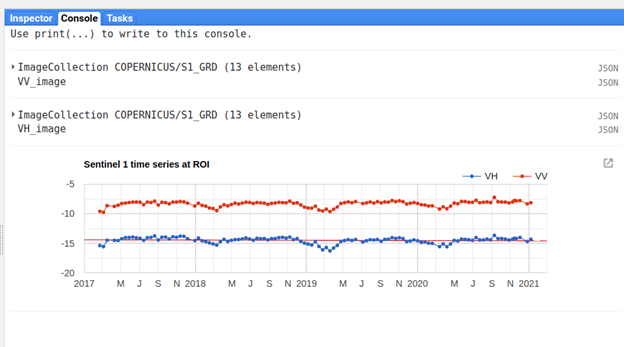 Inspector Console Tasks
Use print(...) to write to this console.
ImageCollection COPERNICUS/S1_GRD (13 elements) JSON
VV_image JSON
ImageCollection COPERNICUS/S1_GRD (13 elements) JSON
VH_image JSON
Sentinel 1 time series at ROI
VH VV
-5
-10
-15
-20
2017 M J S N 2018 M J S N 2019 M J S N 2020 M J S N 2021